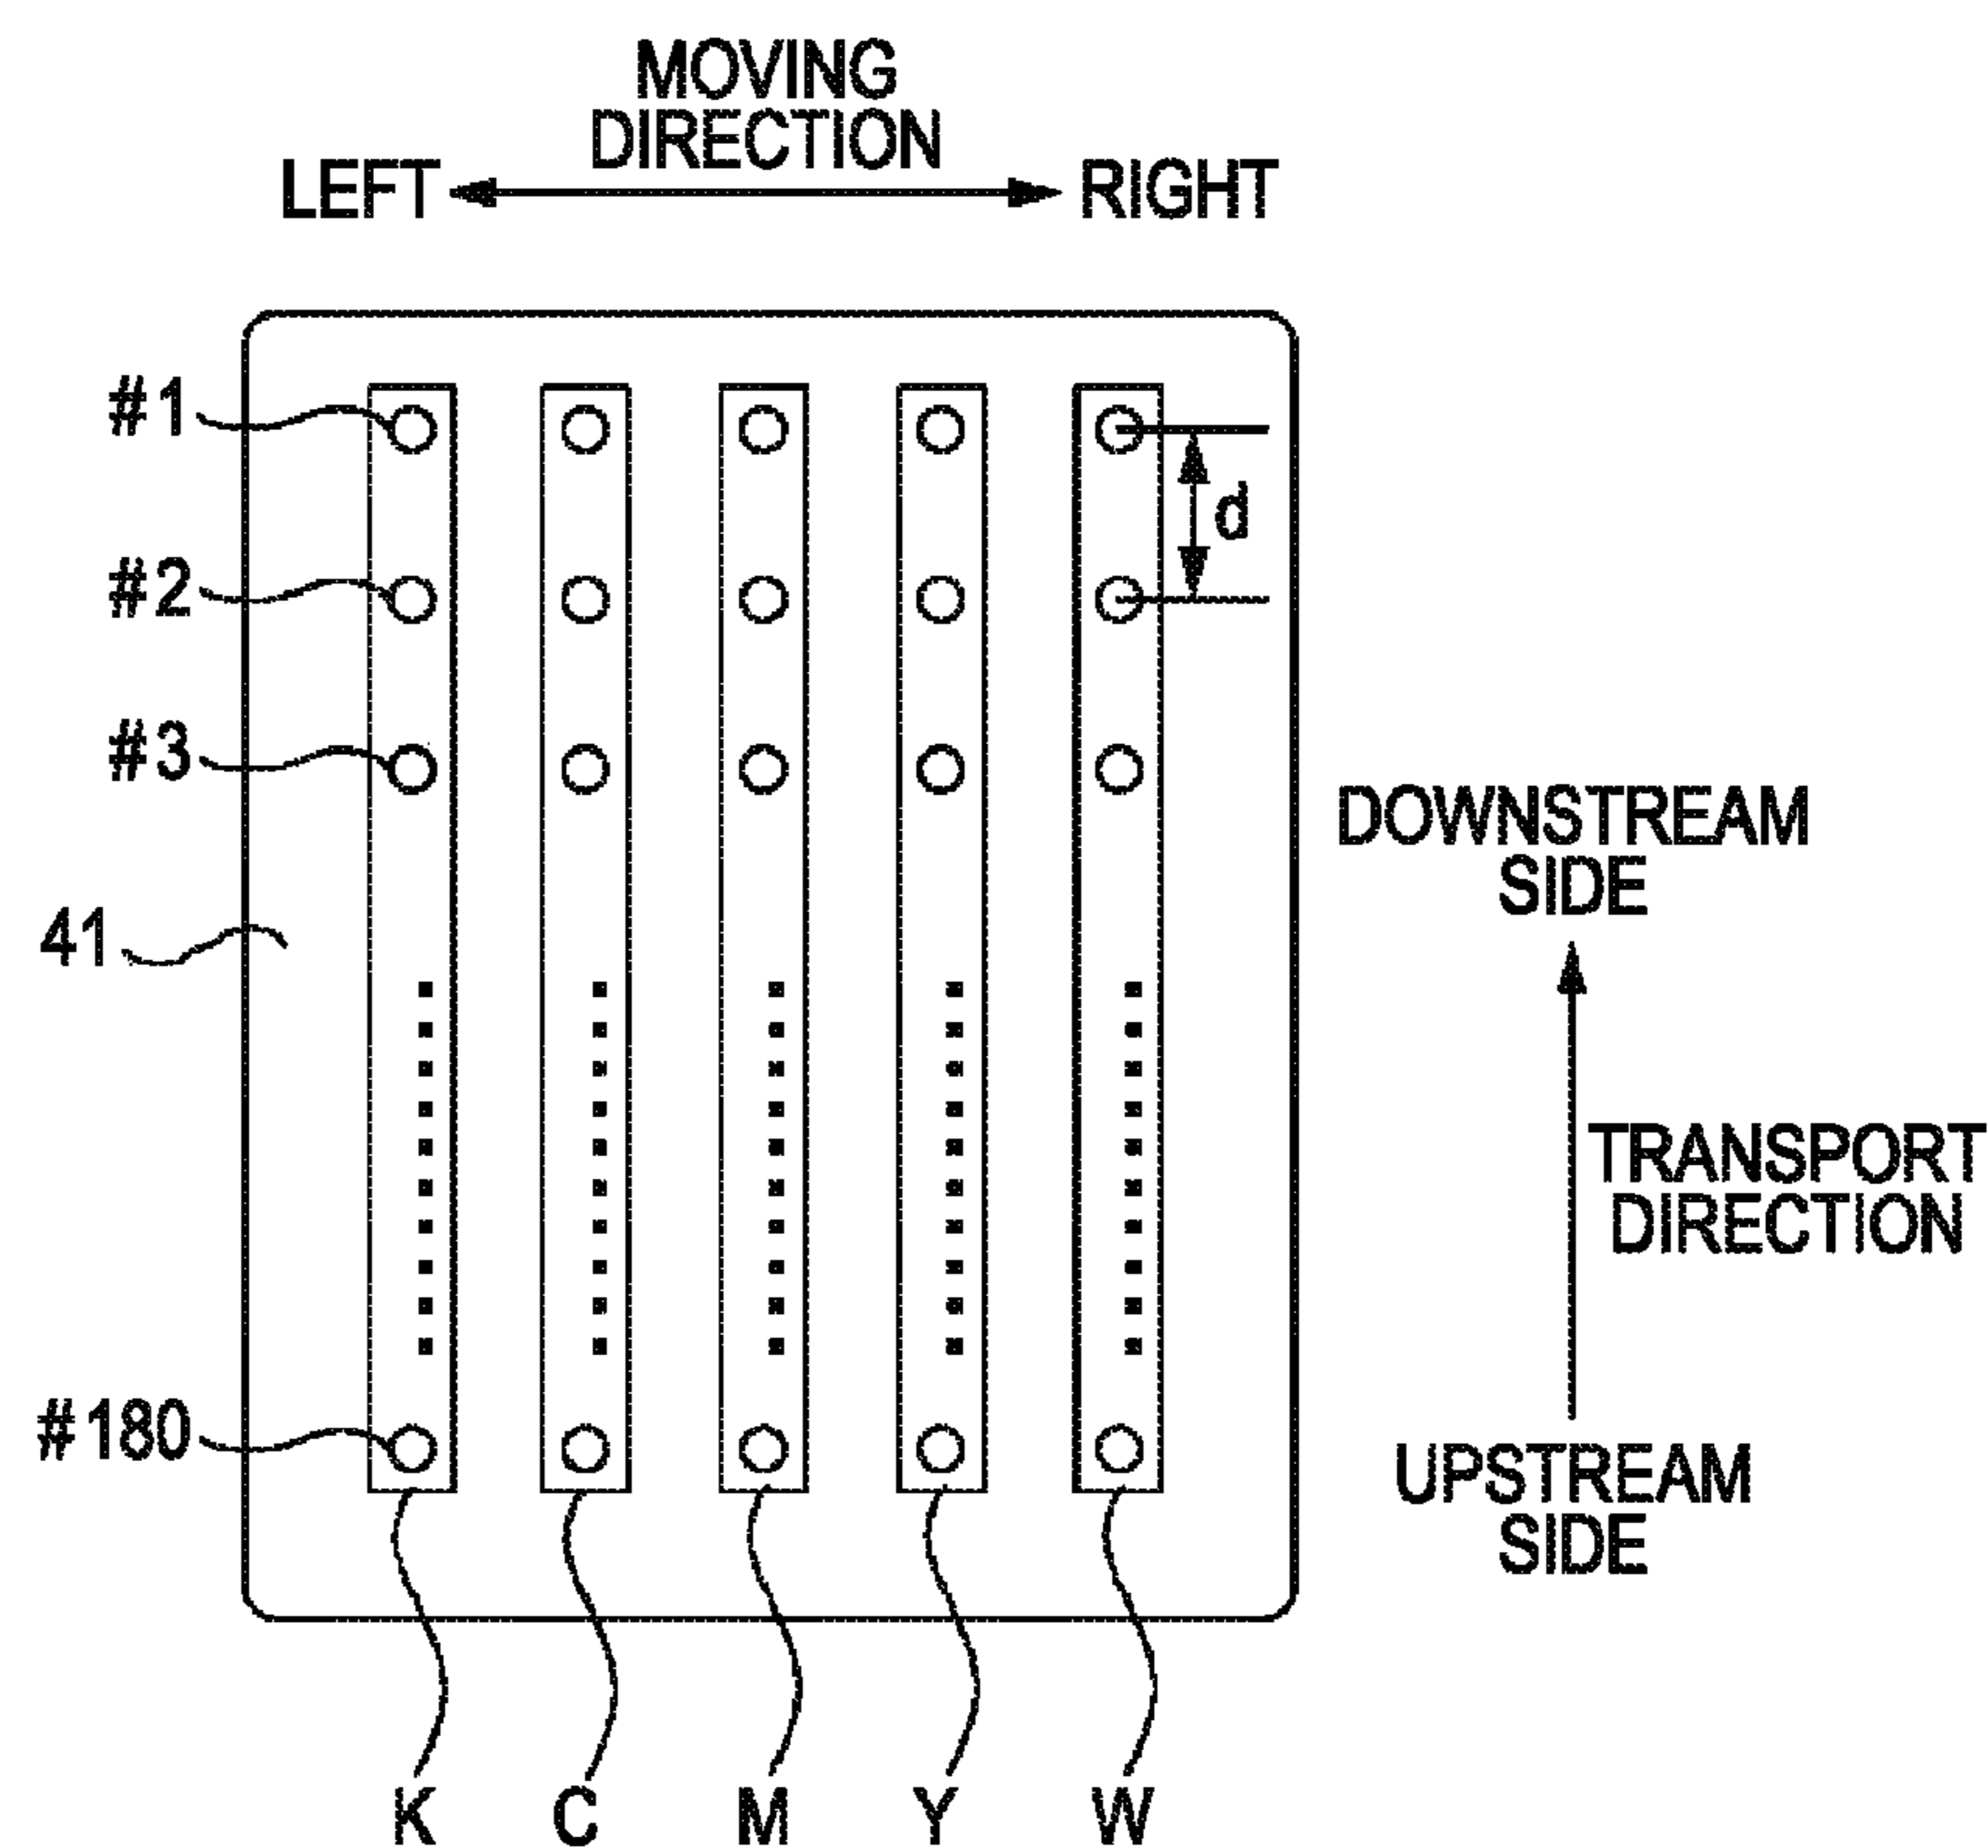 MOVING
DIRECTION
LEFT
RIGHT
#1
d
#2
#3
DOWNSTREAM
SIDE
41
TRANSPORT
DIRECTION
#180
UPSTREAM
SIDE
K C M Y W